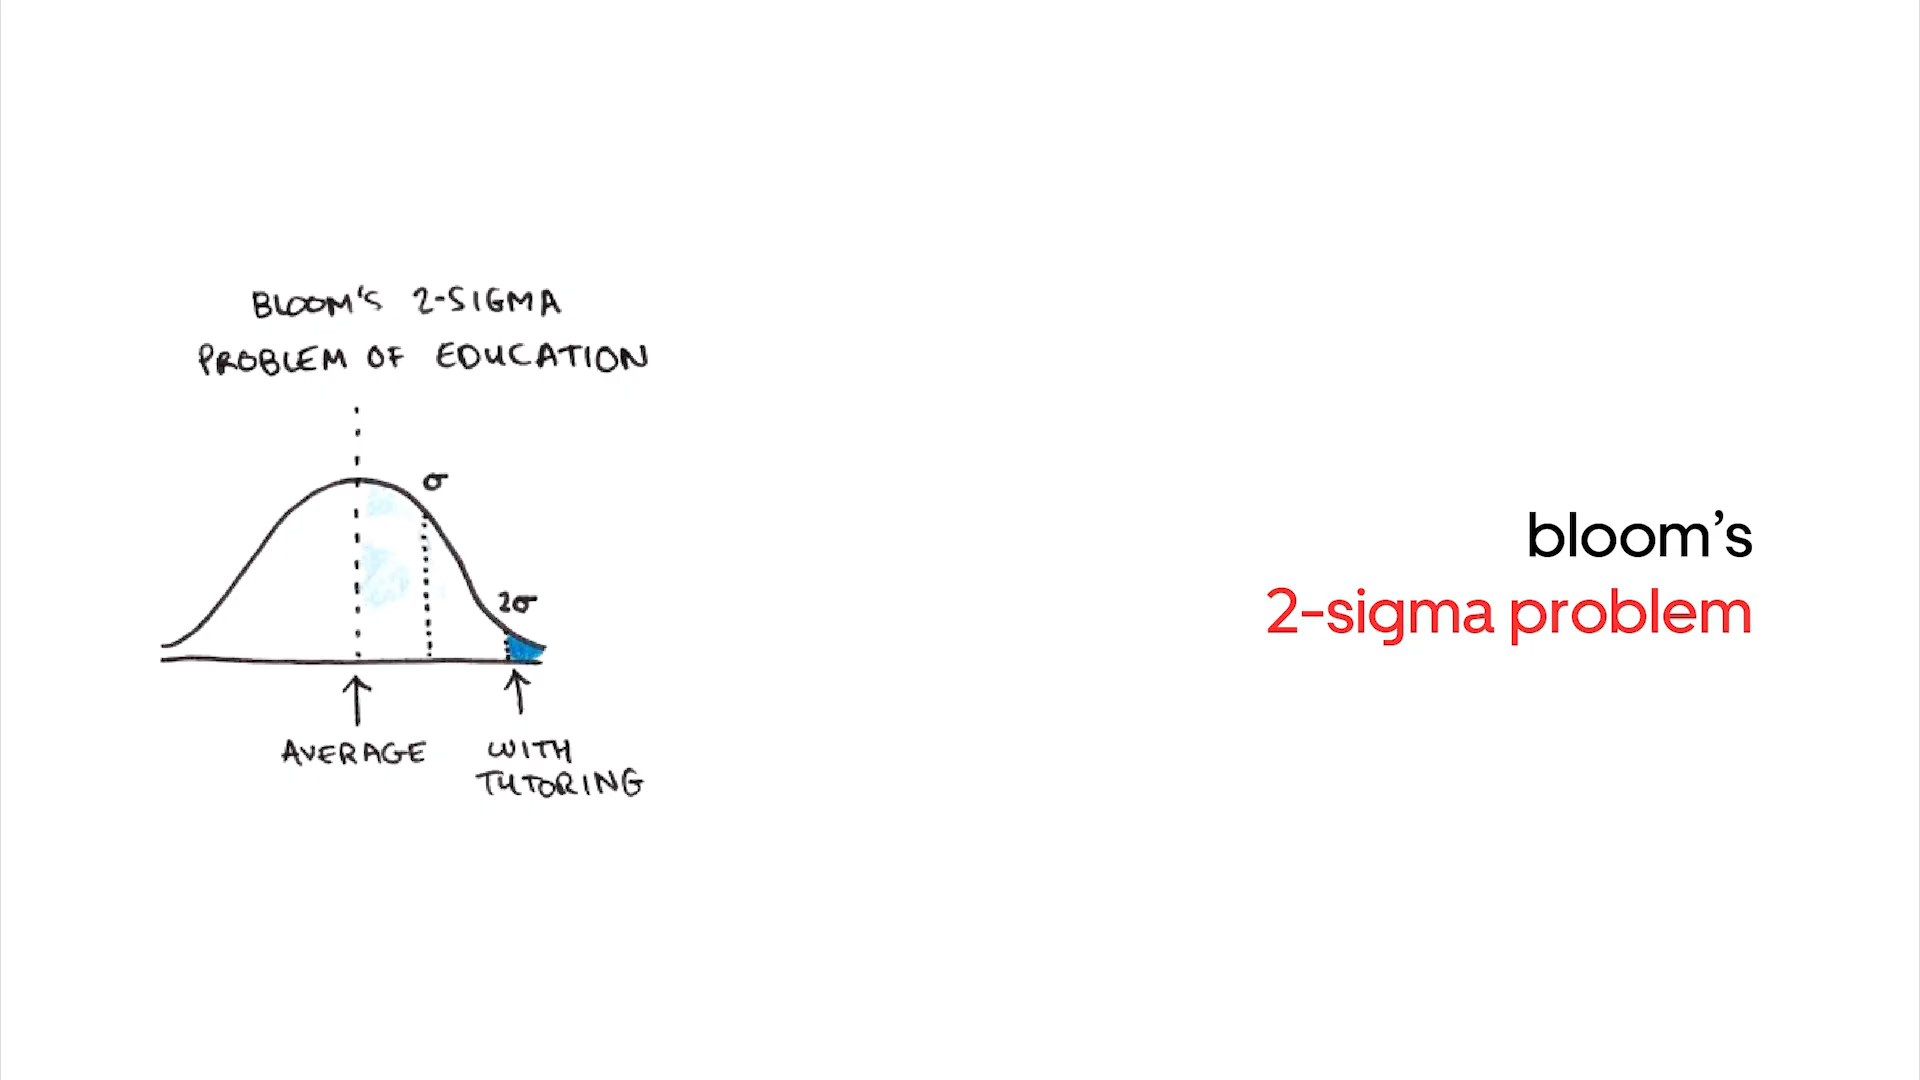 BLOOM'S 2-SIGMA
PROBLEM OF EDUCATION
σ
2σ
AVERAGE
WITH
TUTORING
bloom’s
2-sigma problem